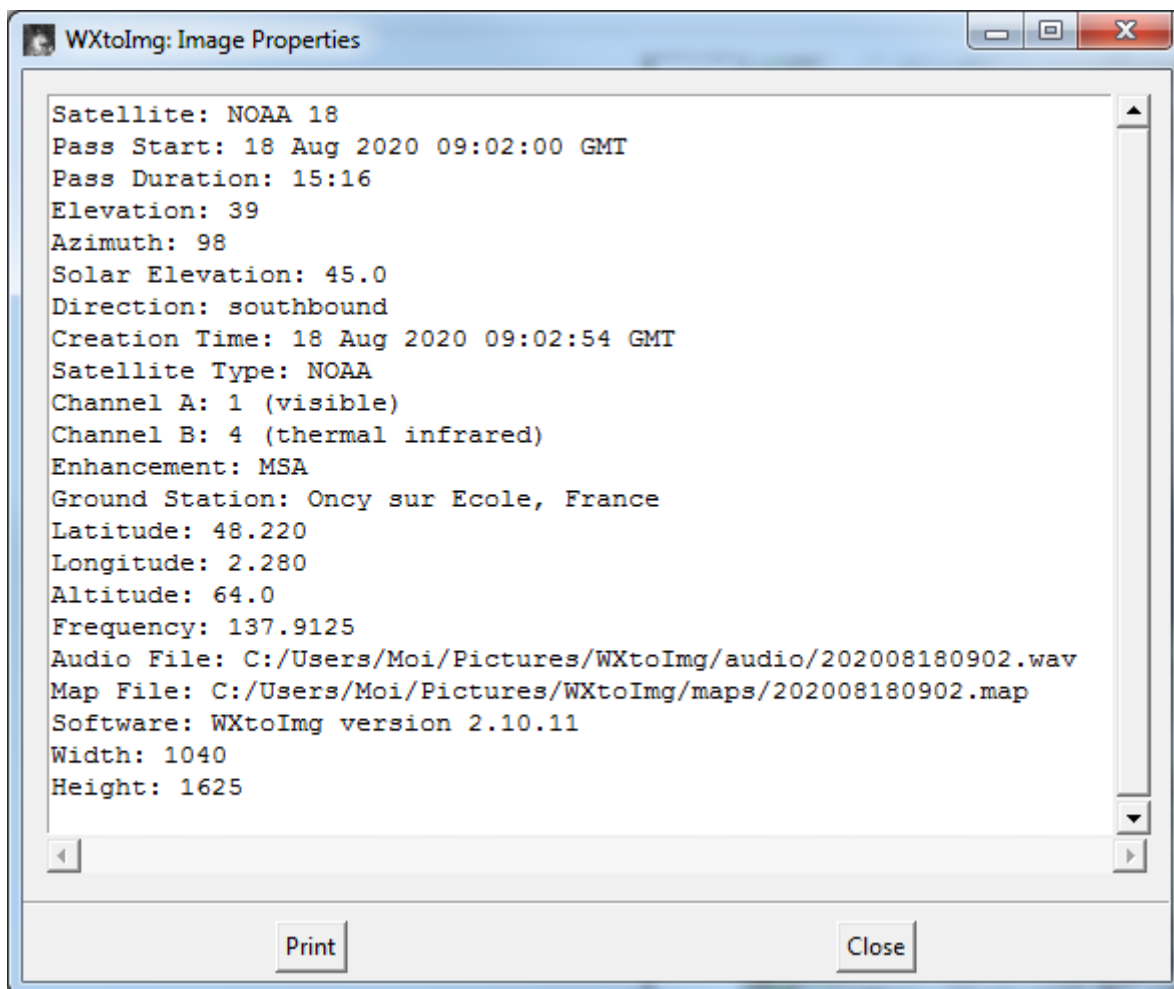 WXtoImg: Image Properties
Satellite: NOAA 18
Pass Start: 18 Aug 2020 09:02:00 GMT
Pass Duration: 15:16
Elevation: 39
Azimuth: 98
Solar Elevation: 45.0
Direction: southbound
Creation Time: 18 Aug 2020 09:02:54 GMT
Satellite Type: NOAA
Channel A: 1 (visible)
Channel B: 4 (thermal infrared)
Enhancement: MSA
Ground Station: Oncy sur Ecole, France
Latitude: 48.220
Longitude: 2.280
Altitude: 64.0
Frequency: 137.9125
Audio File: C:/Users/Moi/Pictures/WXtoImg/audio/202008180902.wav
Map File: C:/Users/Moi/Pictures/WXtoImg/maps/202008180902.map
Software: WXtoImg version 2.10.11
Width: 1040
Height: 1625
Print Close